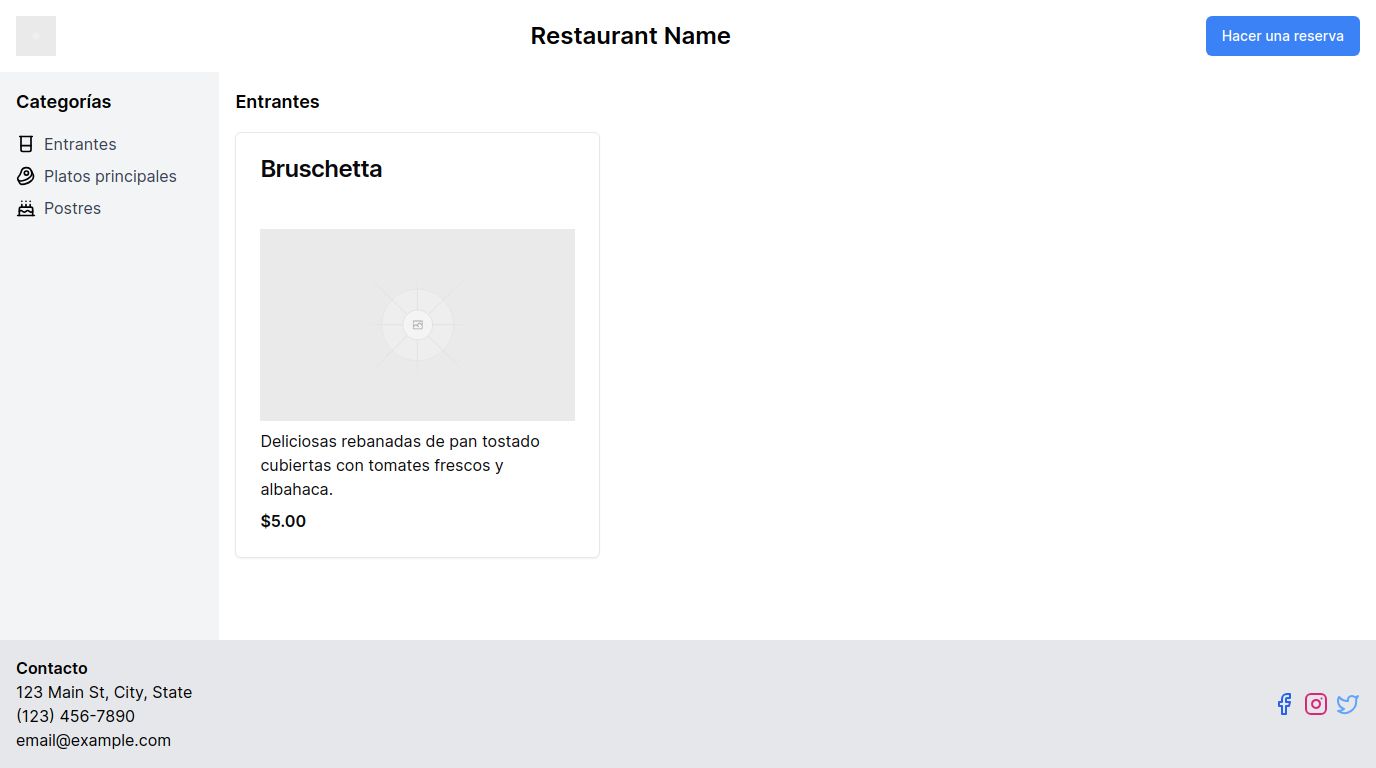 Restaurant Name
Hacer una reserva
Categorías
Entrantes
Platos principales
Postres
Entrantes
Bruschetta
Deliciosas rebanadas de pan tostado
cubiertas con tomates frescos y
albahaca.
$5.00
Contacto
123 Main St, City, State
(123) 456-7890
email@example.com